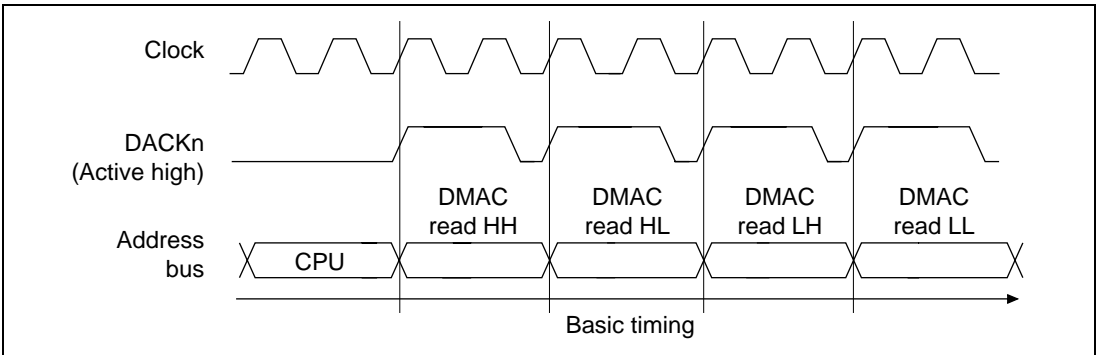 Clock
DACKn
(Active high)
DMAC
read HH
DMAC
read HL
DMAC
read LH
DMAC
read LL
Address
bus
CPU
Basic timing